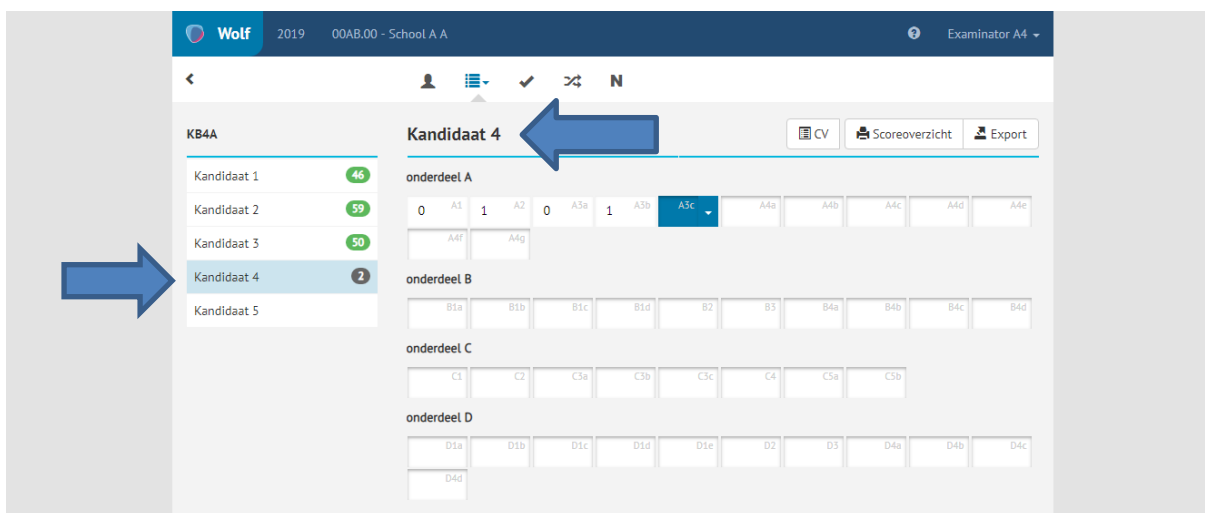 Wolf 2019 00AB.00 - School A A Examinator A4
N
KB4A
Kandidaat 1 46
Kandidaat 2 59
Kandidaat 3 50
Kandidaat 4 2
Kandidaat 5
Kandidaat 4 CV Scoreoverzicht Export
onderdeel A
0 A1 1 A2 0 A3a 1 A3b A3c A4a A4b A4c A4d A4e
A4f A4g
onderdeel B
B1a B1b B1c B1d B2 B3 B4a B4b B4c B4d
onderdeel C
C1 C2 C3a C3b C3c C4 C5a C5b
onderdeel D
D1a D1b D1c D1d D1e D2 D3 D4a D4b D4c
D4d